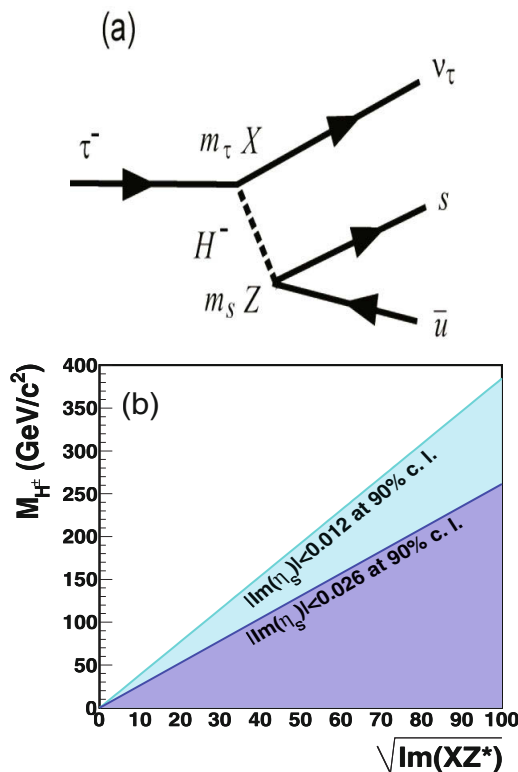 (a)
ν_τ
τ⁻
m_τ X
s
H⁻
m_s Z
ū
(b)
M_H± (GeV/c²)
400
350
300
250
200
150
100
50
0
|Im(η_s)|<0.012 at 90% c. l.
|Im(η_s)|<0.026 at 90% c. l.
0 10 20 30 40 50 60 70 80 90 100
√Im(XZ*)